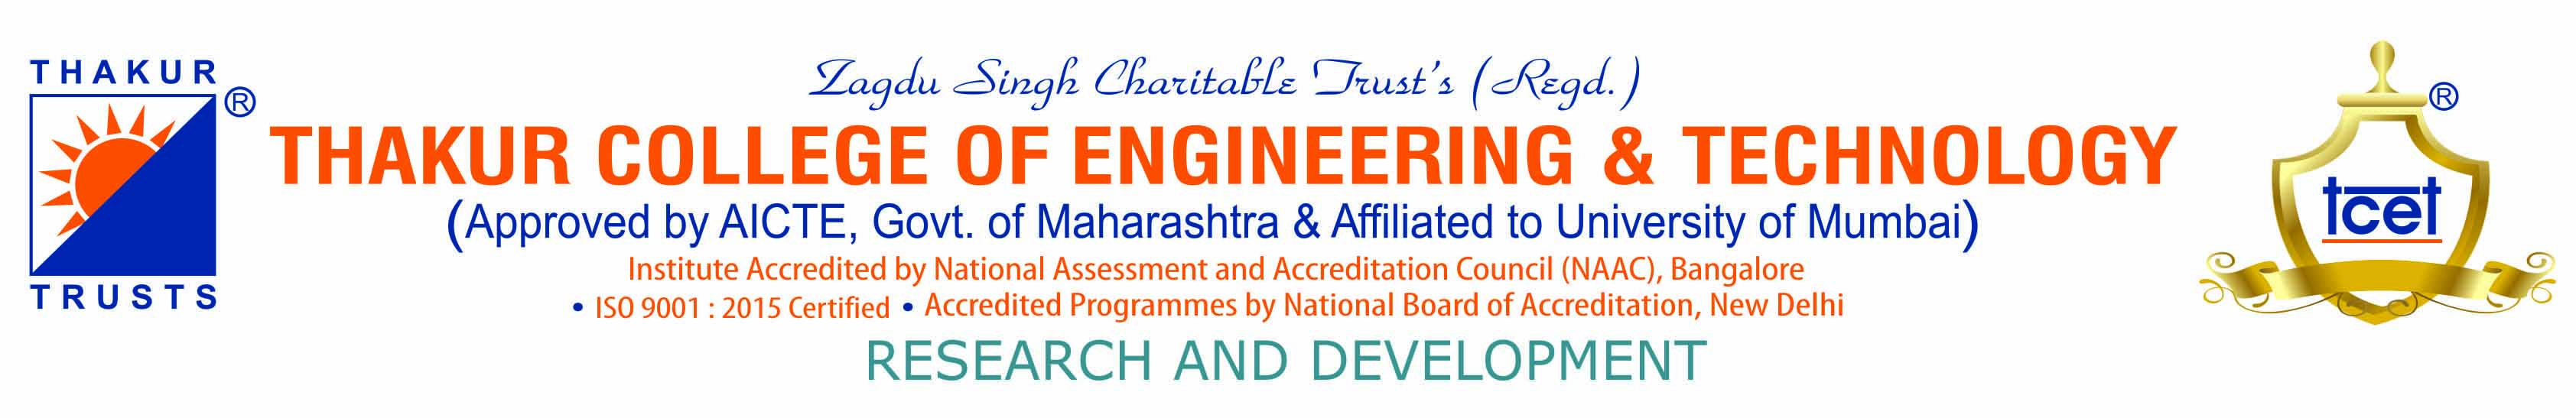 THAKUR
®
TRUSTS
Zagdu Singh Charitable Trust's (Regd.)
THAKUR COLLEGE OF ENGINEERING & TECHNOLOGY
(Approved by AICTE, Govt. of Maharashtra & Affiliated to University of Mumbai)
Institute Accredited by National Assessment and Accreditation Council (NAAC), Bangalore
• ISO 9001 : 2015 Certified • Accredited Programmes by National Board of Accreditation, New Delhi
RESEARCH AND DEVELOPMENT
®
tcet